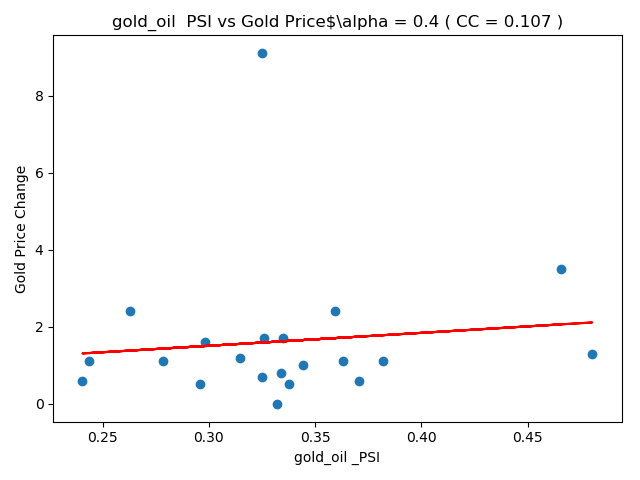 gold_oil  PSI vs Gold Price$\alpha = 0.4 ( CC = 0.107 )
Gold Price Change
8
6
4
2
0
0.25 0.30 0.35 0.40 0.45
gold_oil _PSI